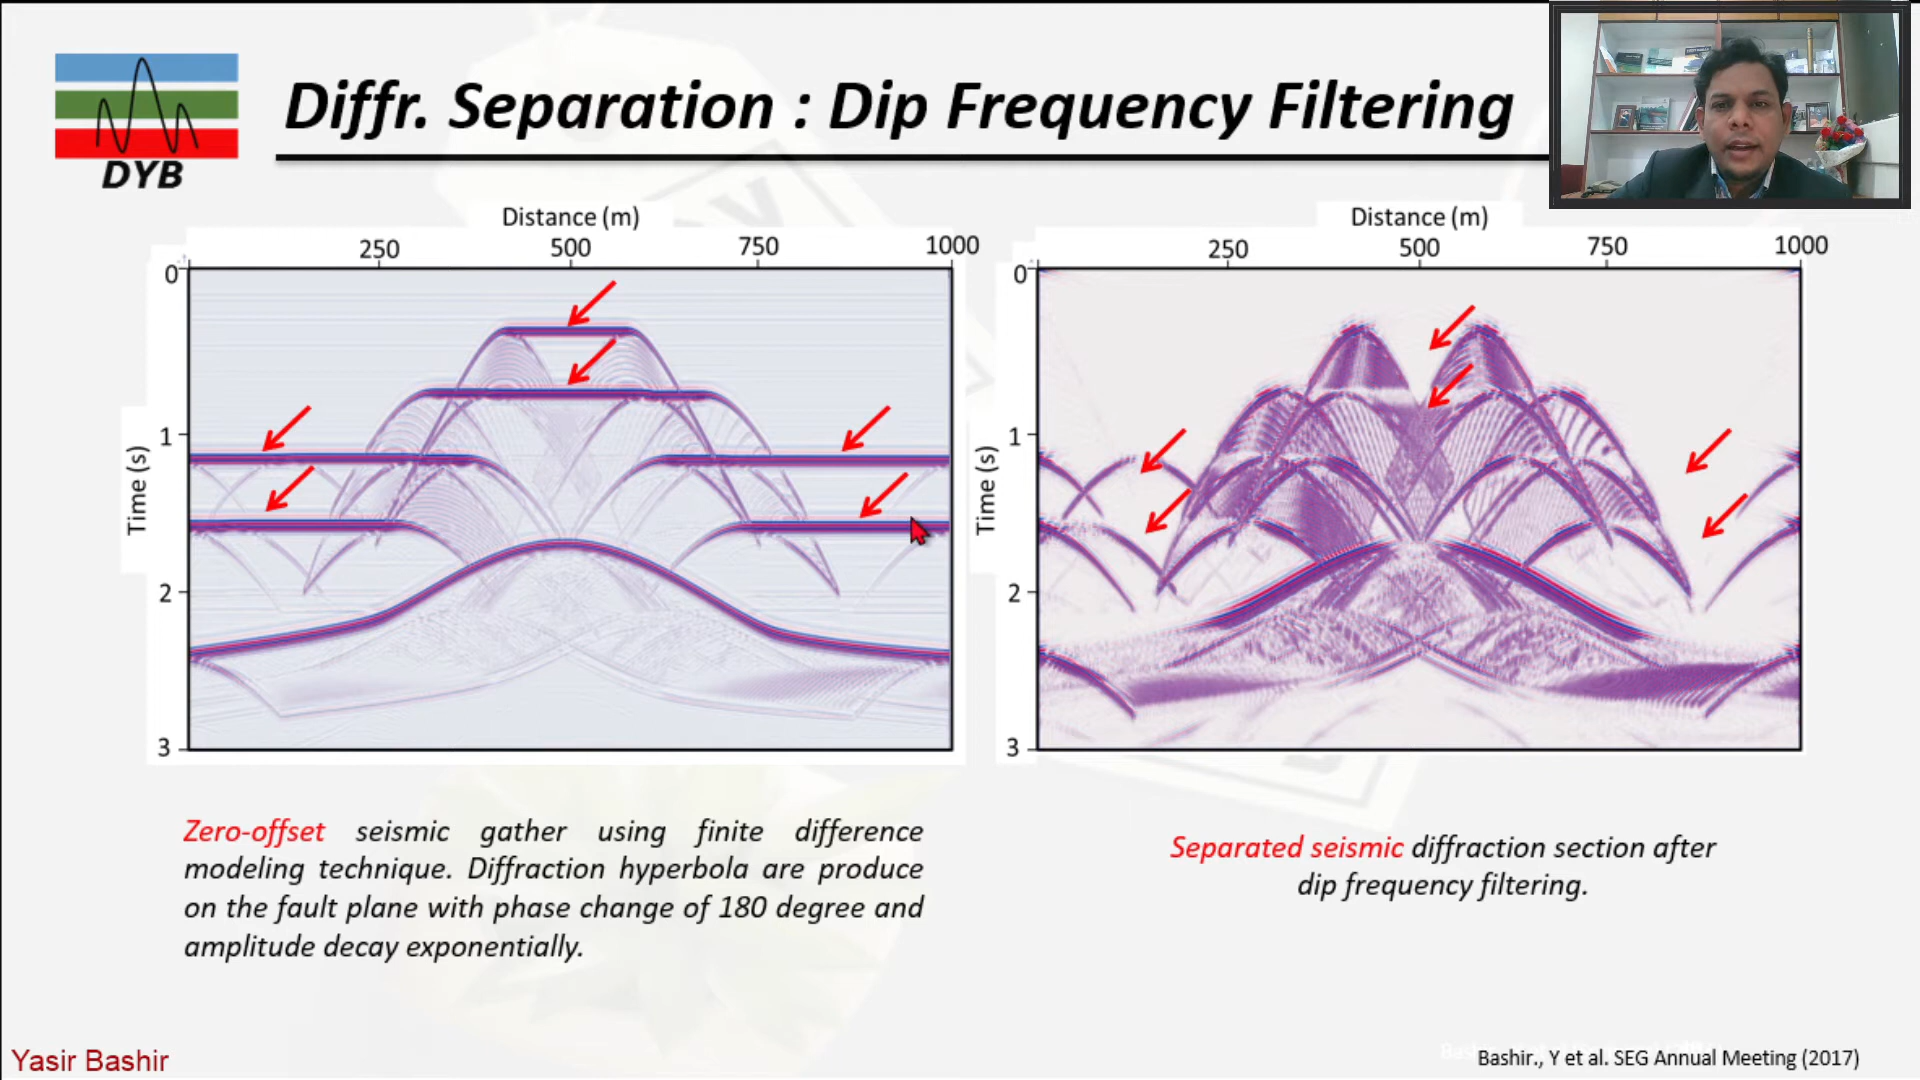 DYB
Diffr. Separation : Dip Frequency Filtering
Distance (m)
250 500 750 1000
0
1
2
3
Time (s)
Distance (m)
250 500 750 1000
0
1
2
3
Time (s)
Zero-offset seismic gather using finite difference
modeling technique. Diffraction hyperbola are produce
on the fault plane with phase change of 180 degree and
amplitude decay exponentially.
Separated seismic diffraction section after
dip frequency filtering.
Yasir Bashir
Bashir., Y et al. SEG Annual Meeting (2017)